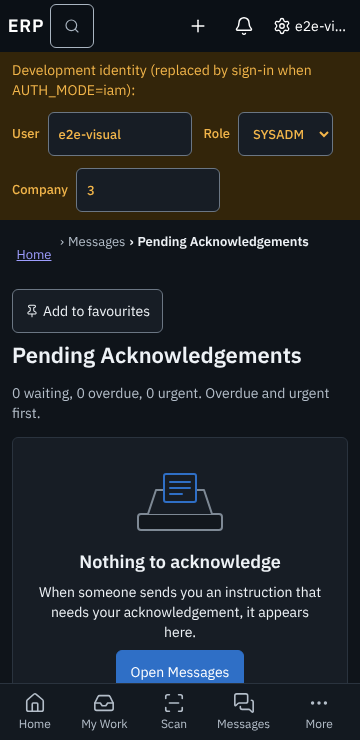 ERP
e2e-vi...
Development identity (replaced by sign-in when
AUTH_MODE=iam):
User e2e-visual Role SYSADM
Company 3
Home › Messages › Pending Acknowledgements
Add to favourites
Pending Acknowledgements
0 waiting, 0 overdue, 0 urgent. Overdue and urgent
first.
Nothing to acknowledge
When someone sends you an instruction that
needs your acknowledgement, it appears
here.
Open Messages
Home My Work Scan Messages More